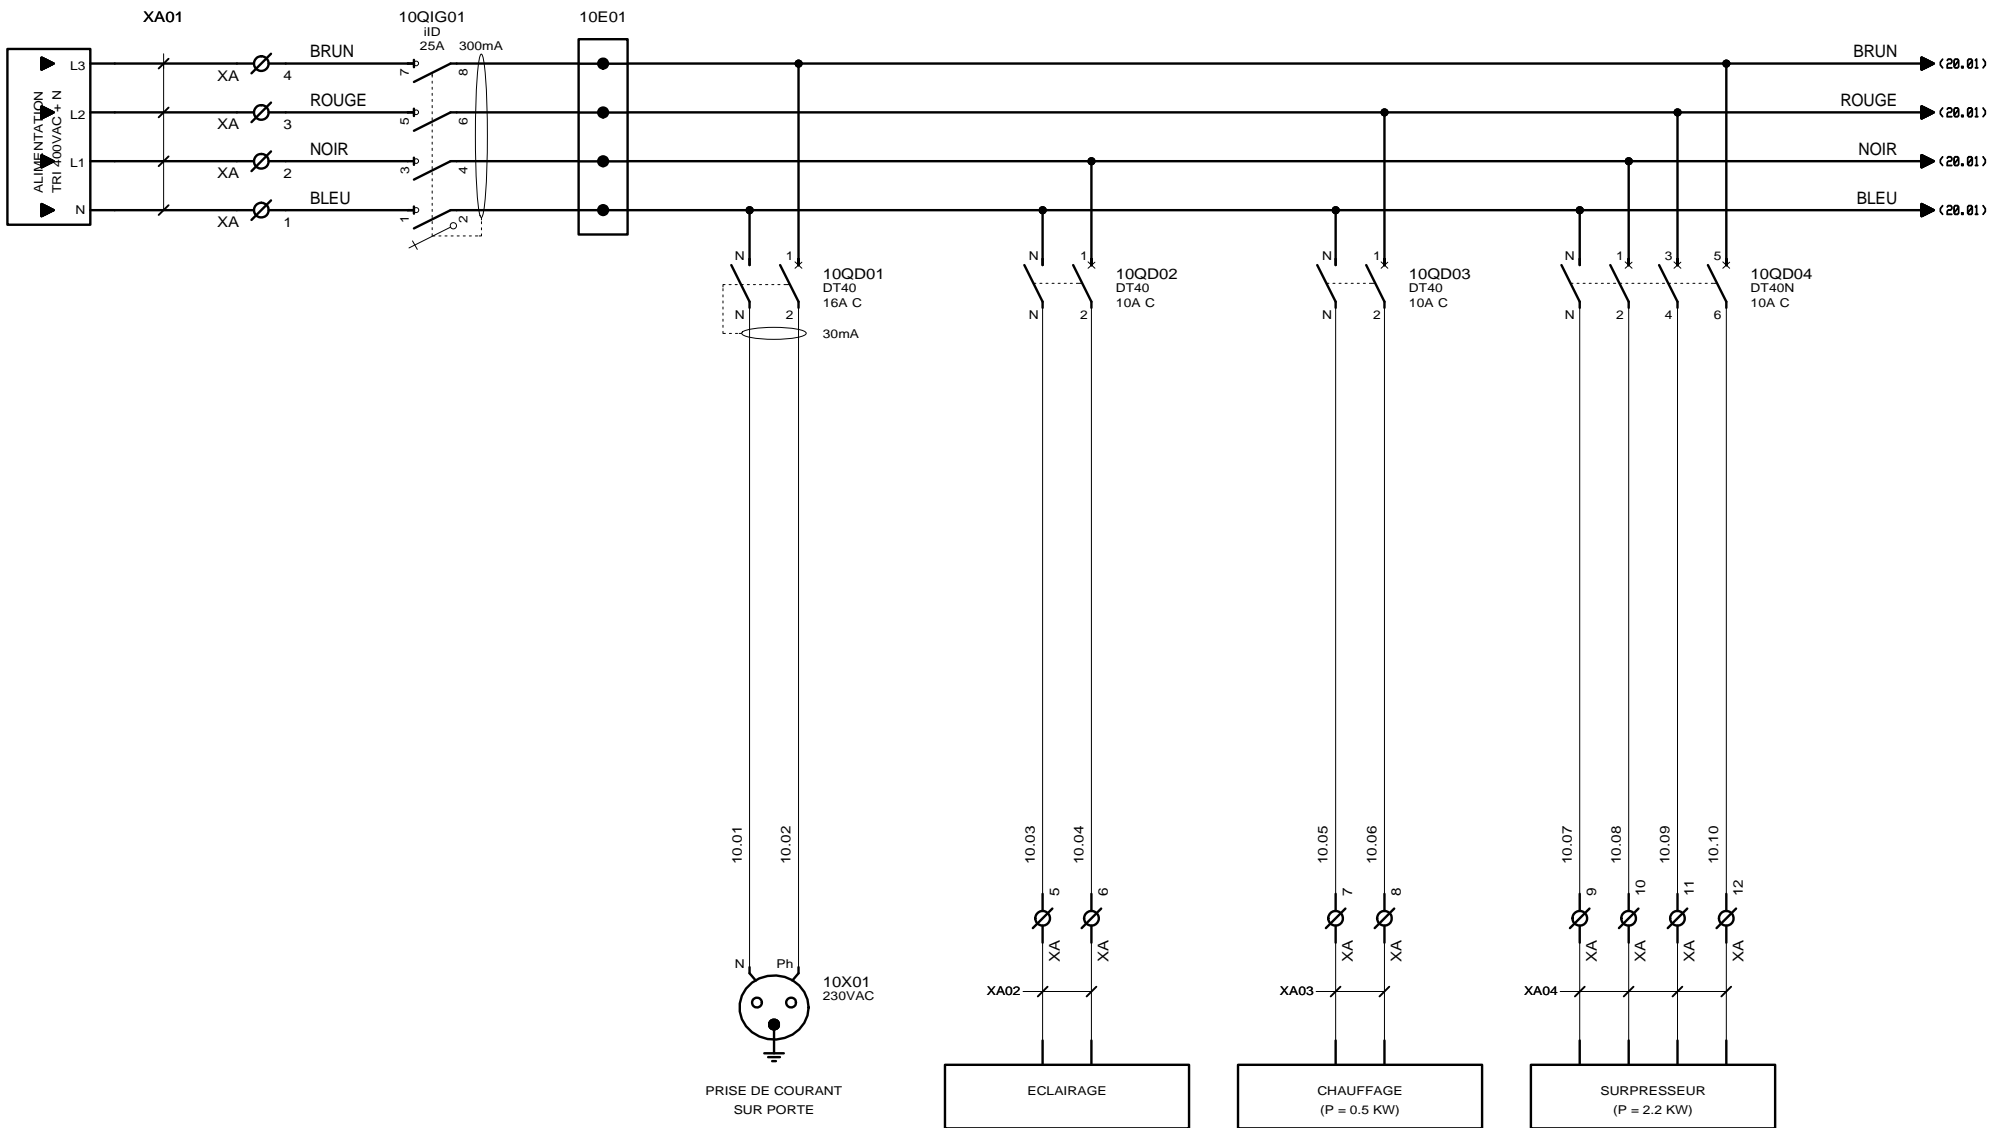 XA01
10QIG01
iID
25A 300mA
10E01
ALIMENTATION
TRI 400VAC + N
L3
XA
4
BRUN
7
8
BRUN
(20.01)
L2
XA
3
ROUGE
5
6
ROUGE
(20.01)
L1
XA
2
NOIR
3
4
NOIR
(20.01)
N
XA
1
BLEU
1
2
BLEU
(20.01)
N 1
10QD01
DT40
16A C
N 2
30mA
N 1
10QD02
DT40
10A C
N 2
N 1
10QD03
DT40
10A C
N 2
N 1 3 5
10QD04
DT40N
10A C
N 2 4 6
10.01
10.02
10.03
10.04
10.05
10.06
10.07
10.08
10.09
10.10
5
6
7
8
9
10
11
12
XA
XA
XA
XA
XA
XA
XA
XA
N Ph
10X01
230VAC
XA02
XA03
XA04
PRISE DE COURANT
SUR PORTE
ECLAIRAGE
CHAUFFAGE
(P = 0.5 KW)
SURPRESSEUR
(P = 2.2 KW)